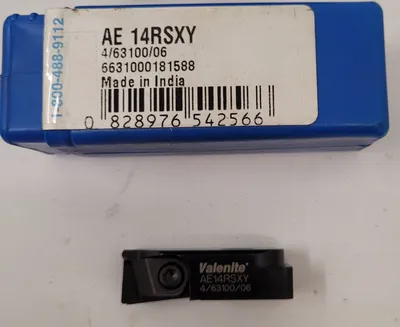 1-800-488-9112
AE 14RSXY
4/63100/06
6631000181588
Made in India
0 828976 542566
Valenite®
AE14RSXY
4/63100/06